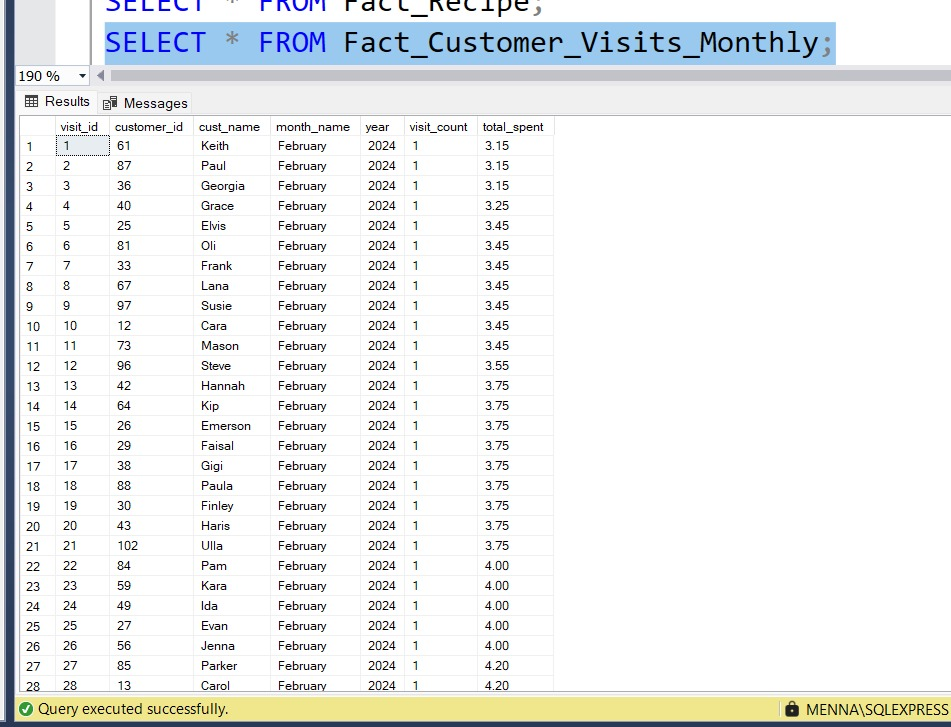 SELECT * FROM Fact_Recipe;
SELECT * FROM Fact_Customer_Visits_Monthly;
190 %
Results Messages
visit_id customer_id cust_name month_name year visit_count total_spent
1 1 61 Keith February 2024 1 3.15
2 2 87 Paul February 2024 1 3.15
3 3 36 Georgia February 2024 1 3.15
4 4 40 Grace February 2024 1 3.25
5 5 25 Elvis February 2024 1 3.45
6 6 81 Oli February 2024 1 3.45
7 7 33 Frank February 2024 1 3.45
8 8 67 Lana February 2024 1 3.45
9 9 97 Susie February 2024 1 3.45
10 10 12 Cara February 2024 1 3.45
11 11 73 Mason February 2024 1 3.45
12 12 96 Steve February 2024 1 3.55
13 13 42 Hannah February 2024 1 3.75
14 14 64 Kip February 2024 1 3.75
15 15 26 Emerson February 2024 1 3.75
16 16 29 Faisal February 2024 1 3.75
17 17 38 Gigi February 2024 1 3.75
18 18 88 Paula February 2024 1 3.75
19 19 30 Finley February 2024 1 3.75
20 20 43 Haris February 2024 1 3.75
21 21 102 Ulla February 2024 1 3.75
22 22 84 Pam February 2024 1 4.00
23 23 59 Kara February 2024 1 4.00
24 24 49 Ida February 2024 1 4.00
25 25 27 Evan February 2024 1 4.00
26 26 56 Jenna February 2024 1 4.00
27 27 85 Parker February 2024 1 4.20
28 28 13 Carol February 2024 1 4.20
Query executed successfully. MENNA\SQLEXPRESS